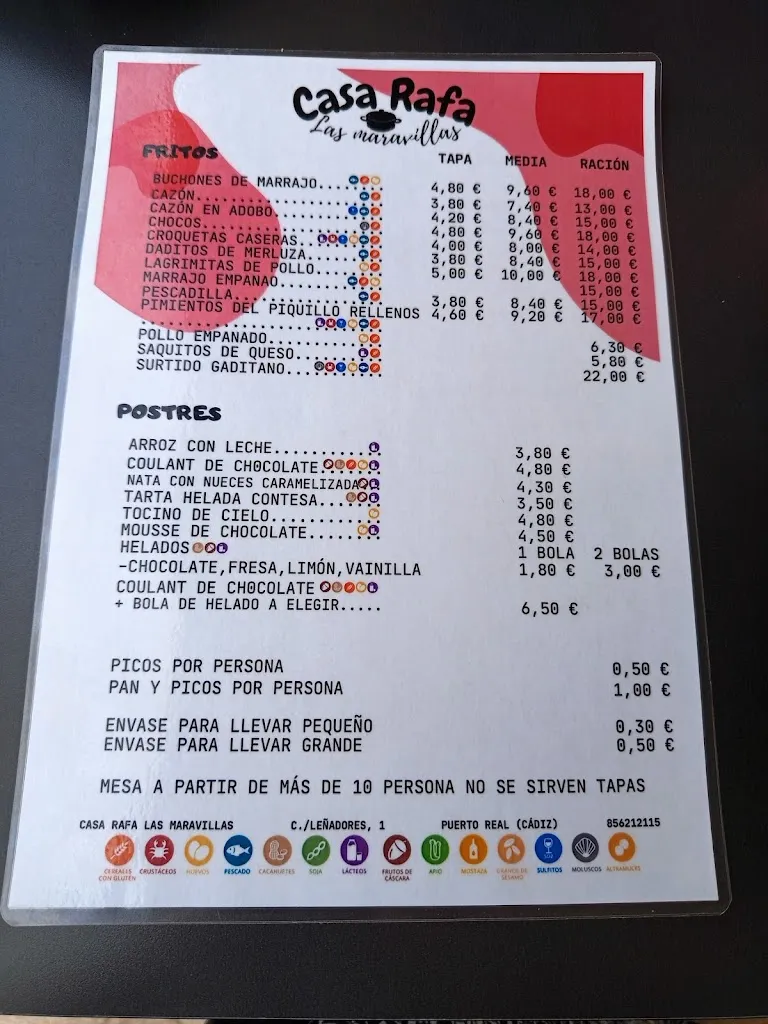 Casa Rafa
Las maravillas
FRITOS TAPA MEDIA RACIÓN
BUCHONES DE MARRAJO... 4,80 € 9,60 € 18,00 €
CAZÓN................ 3,80 € 7,40 € 13,00 €
CAZÓN EN ADOBO....... 4,20 € 8,40 € 15,00 €
CHOCOS............... 4,80 € 9,60 € 18,00 €
CROQUETAS CASERAS.. 4,00 € 8,00 € 14,00 €
DADITOS DE MERLUZA... 3,80 € 8,40 € 15,00 €
LAGRIMITAS DE POLLO.. 5,00 € 10,00 € 18,00 €
MARRAJO EMPANAO... 15,00 €
PESCADILLA........... 3,80 € 8,40 € 15,00 €
PIMIENTOS DEL PIQUILLO RELLENOS 4,60 € 9,20 € 17,00 €
POLLO EMPANADO....... 6,30 €
SAQUITOS DE QUESO.... 5,80 €
SURTIDO GADITANO... 22,00 €
POSTRES
ARROZ CON LECHE......... 3,80 €
COULANT DE CHOCOLATE 4,80 €
NATA CON NUECES CARAMELIZADA 4,30 €
TARTA HELADA CONTESA... 3,50 €
TOCINO DE CIELO......... 4,80 €
MOUSSE DE CHOCOLATE.... 4,50 €
HELADOS 1 BOLA 2 BOLAS
-CHOCOLATE,FRESA,LIMÓN,VAINILLA 1,80 € 3,00 €
COULANT DE CHOCOLATE
+ BOLA DE HELADO A ELEGIR..... 6,50 €
PICOS POR PERSONA 0,50 €
PAN Y PICOS POR PERSONA 1,00 €
ENVASE PARA LLEVAR PEQUEÑO 0,30 €
ENVASE PARA LLEVAR GRANDE 0,50 €
MESA A PARTIR DE MÁS DE 10 PERSONA NO SE SIRVEN TAPAS
CASA RAFA LAS MARAVILLAS C./LEÑADORES, 1 PUERTO REAL (CÁDIZ) 856212115
CEREALES CON GLUTEN CRUSTÁCEOS HUEVOS PESCADO CACAHUETES SOJA LÁCTEOS FRUTOS DE CÁSCARA APIO MOSTAZA GRANOS DE SÉSAMO SULFITOS MOLUSCOS ALTRAMUCES